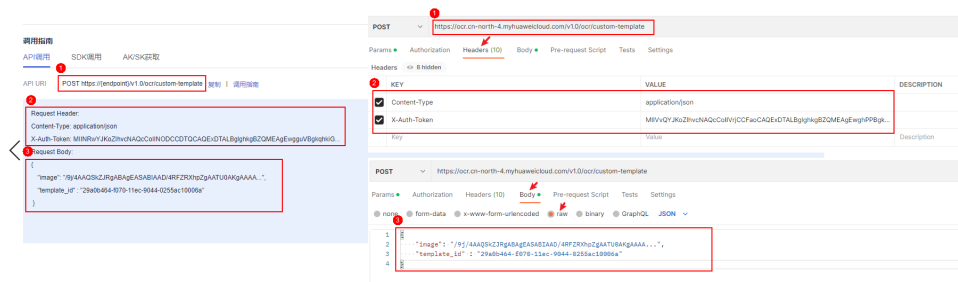 调用指南
API调用 SDK调用 AK/SK获取
1
API URI POST https://{endpoint}/v1.0/ocr/custom-template 复制 | 调用指南
2
Request Header:
Content-Type: application/json
3
Request Body:
{
"image": "/9j/4AAQSkZJRgABAgEASABIAAD/4RFZRXhpZgAATU0AKgAAAA...",
"template_id" : "29a0b464-f070-11ec-9044-0255ac10006a"
}
1
POST https://ocr.cn-north-4.myhuaweicloud.com/v1.0/ocr/custom-template
Params Authorization Headers (10) Body Pre-request Script Tests Settings
Headers 8 hidden
2
KEY VALUE DESCRIPTION
Content-Type application/json
X-Auth-Token
Key Value Description
POST https://ocr.cn-north-4.myhuaweicloud.com/v1.0/ocr/custom-template
Params Authorization Headers (10) Body Pre-request Script Tests Settings
none form-data x-www-form-urlencoded raw binary GraphQL JSON
3
1 {
2 "image": "/9j/4AAQSkZJRgABAgEASABIAAD/4RFZRXhpZgAATU0AKgAAAA...",
3 "template_id" : "29a0b464-f070-11ec-9044-0255ac10006a"
4 }